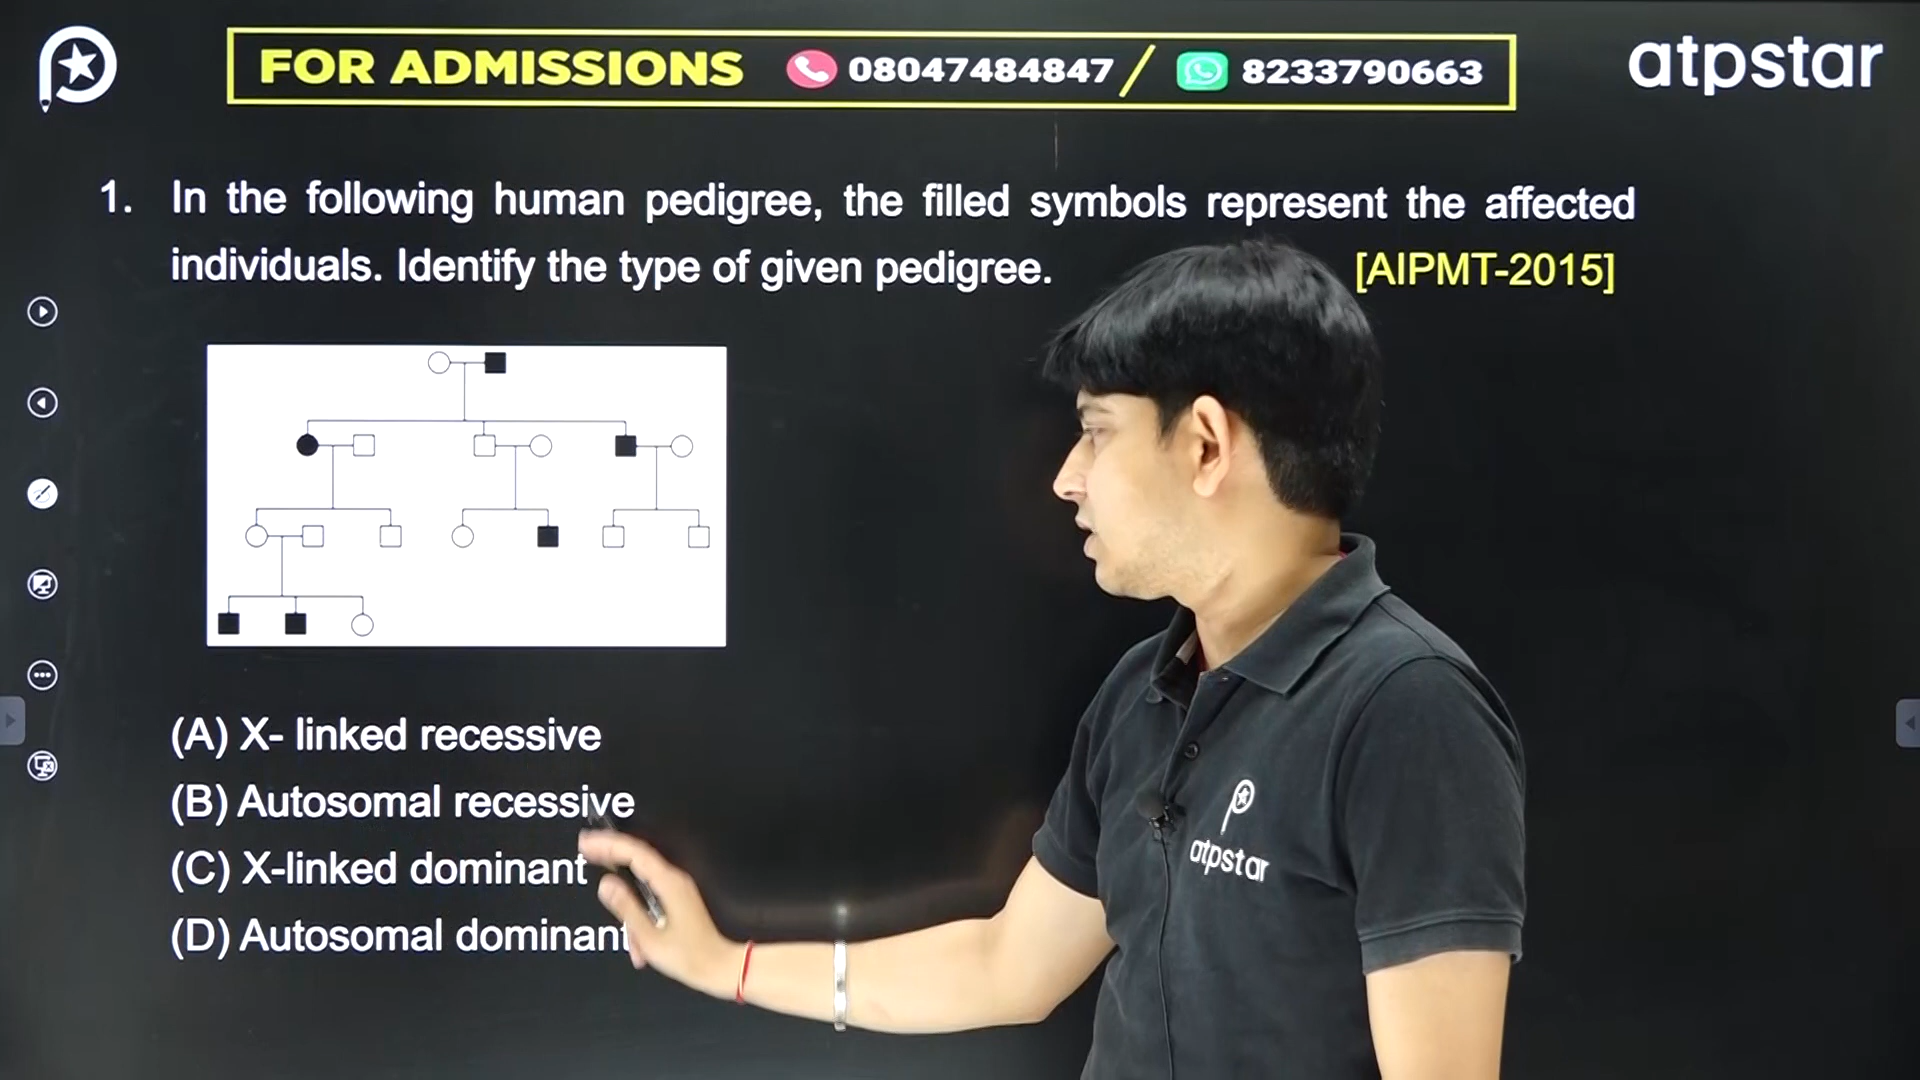 FOR ADMISSIONS 08047484847 / 8233790663
atpstar
1. In the following human pedigree, the filled symbols represent the affected
individuals. Identify the type of given pedigree. [AIPMT-2015]
(A) X- linked recessive
(B) Autosomal recessive
(C) X-linked dominant
(D) Autosomal dominant
atpstar